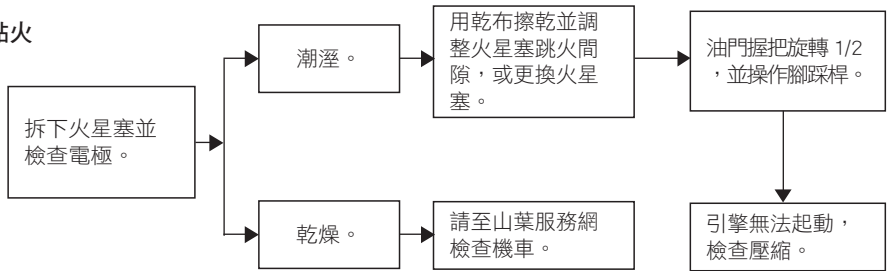 點火
潮溼。
用乾布擦乾並調
整火星塞跳火間
隙，或更換火星
塞。
油門握把旋轉 1/2
，並操作腳踩桿。
拆下火星塞並
檢查電極。
乾燥。
請至山葉服務網
檢查機車。
引擎無法起動，
檢查壓縮。